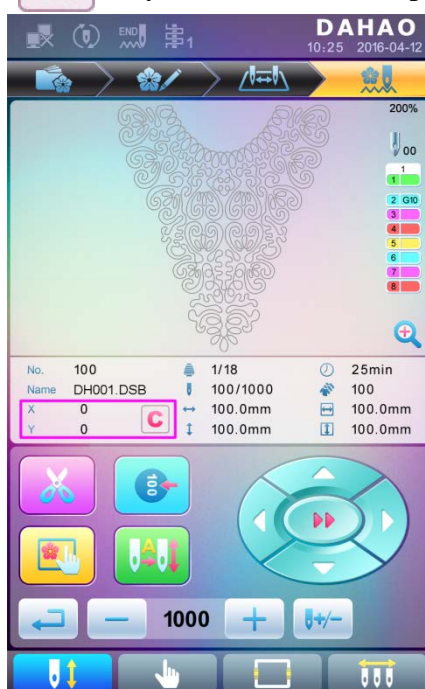 END
1
DAHAO
10:25 2016-04-12
200%
00
1
1
2 G10
3
4
5
6
7
8
No. 100 1/18 25min
Name DH001.DSB 100/1000 100
X 0 C 100.0mm 100.0mm
Y 0 100.0mm 100.0mm
100
A
1000
+/-